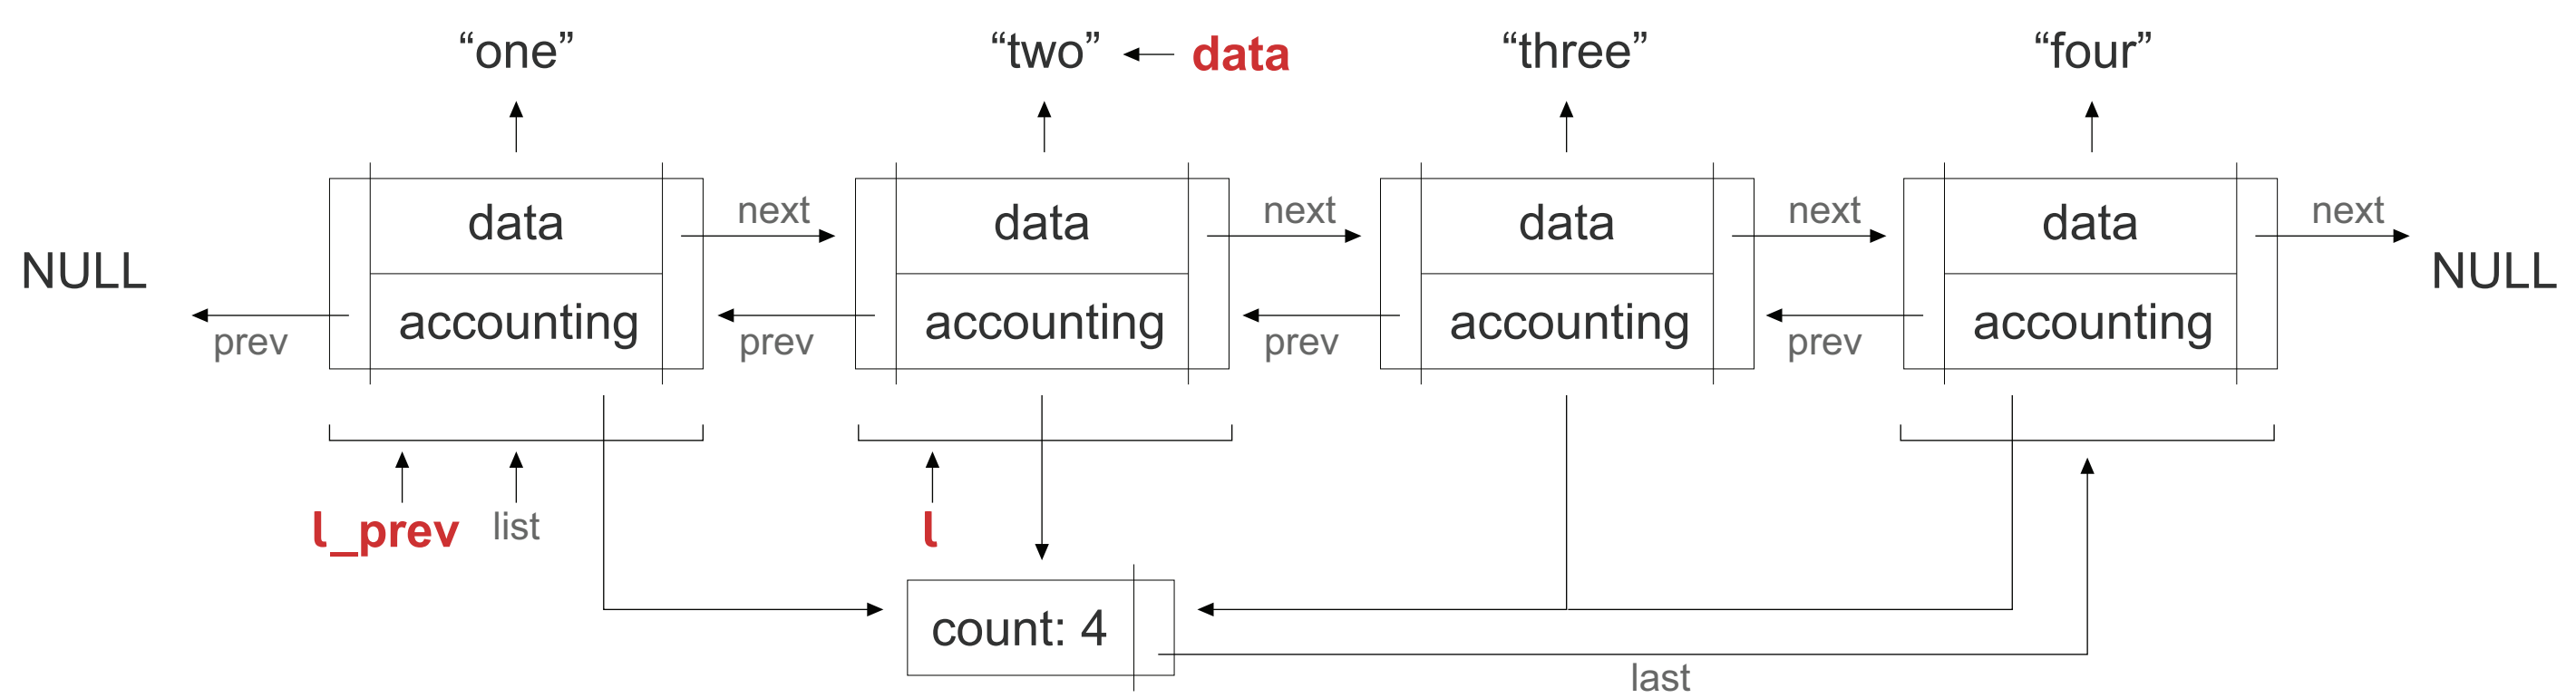 “one”
“two”
data
“three”
“four”
data
next
data
next
data
next
data
next
NULL
NULL
accounting
accounting
accounting
accounting
prev
prev
prev
prev
l_prev
list
l
count: 4
last